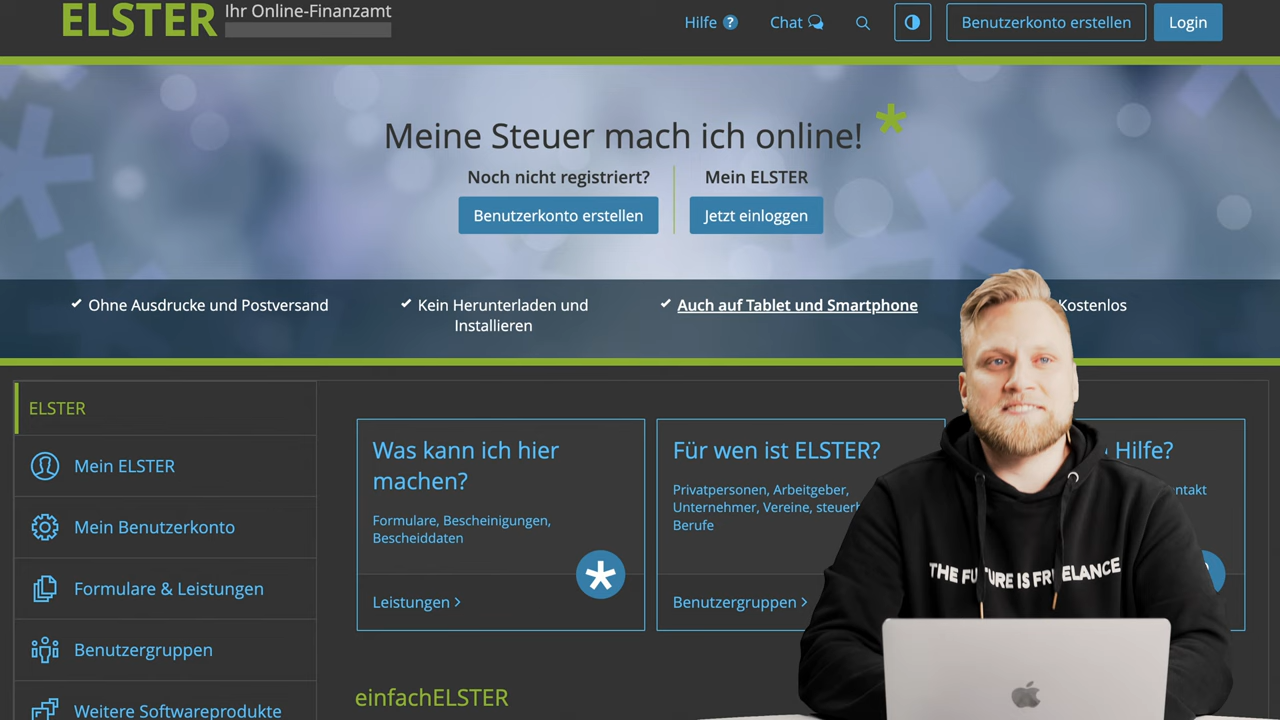 ELSTER
Ihr Online-Finanzamt
Hilfe ?
Chat
Benutzerkonto erstellen
Login
Meine Steuer mach ich online!
Noch nicht registriert?
Mein ELSTER
Benutzerkonto erstellen
Jetzt einloggen
Ohne Ausdrucke und Postversand
Kein Herunterladen und
Installieren
Auch auf Tablet und Smartphone
Kostenlos
ELSTER
Mein ELSTER
Mein Benutzerkonto
Formulare & Leistungen
Benutzergruppen
Weitere Softwareprodukte
Was kann ich hier
machen?
Formulare, Bescheinigungen,
Bescheiddaten
Leistungen
Für wen ist ELSTER?
Privatpersonen, Arbeitgeber,
Unternehmer, Vereine,
Berufe
Benutzergruppen
Hilfe?
THE FUTURE IS FREELANCE
einfachELSTER